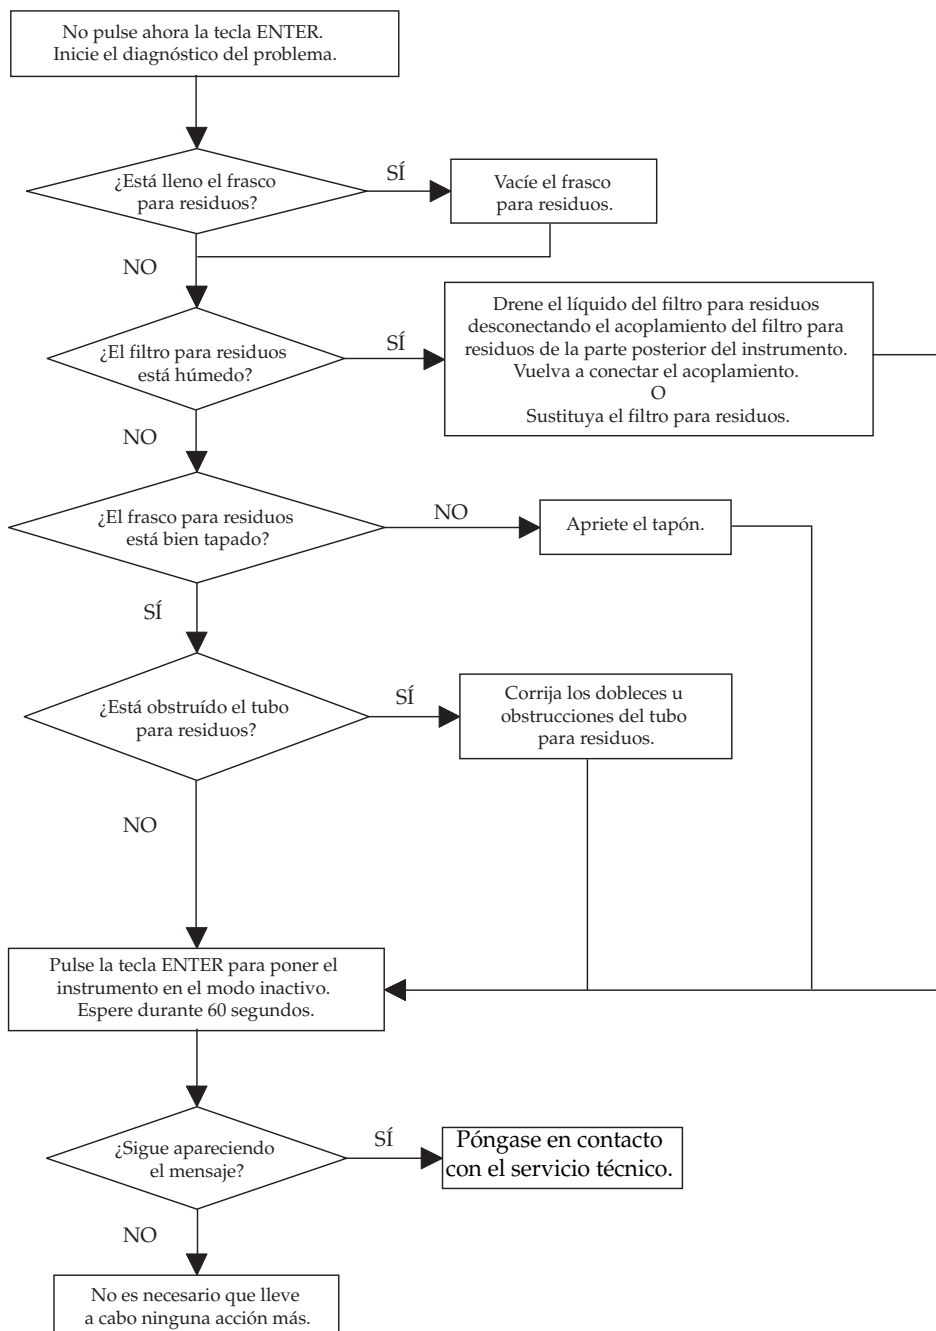 No pulse ahora la tecla ENTER.
Inicie el diagnóstico del problema.
¿Está lleno el frasco
para residuos?
SÍ
Vacíe el frasco
para residuos.
NO
¿El filtro para residuos
está húmedo?
SÍ
Drene el líquido del filtro para residuos
desconectando el acoplamiento del filtro para
residuos de la parte posterior del instrumento.
Vuelva a conectar el acoplamiento.
O
Sustituya el filtro para residuos.
NO
¿El frasco para residuos
está bien tapado?
NO
Apriete el tapón.
SÍ
¿Está obstruído el tubo
para residuos?
SÍ
Corrija los dobleces u
obstrucciones del tubo
para residuos.
NO
Pulse la tecla ENTER para poner el
instrumento en el modo inactivo.
Espere durante 60 segundos.
¿Sigue apareciendo
el mensaje?
SÍ
Póngase en contacto
con el servicio técnico.
NO
No es necesario que lleve
a cabo ninguna acción más.